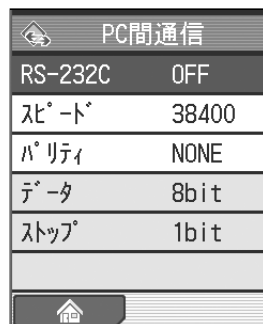 PC間通信
RS-232C OFF
ｽﾋﾟｰﾄﾞ 38400
ﾊﾟﾘﾃｨ NONE
ﾃﾞｰﾀ 8bit
ｽﾄｯﾌﾟ 1bit